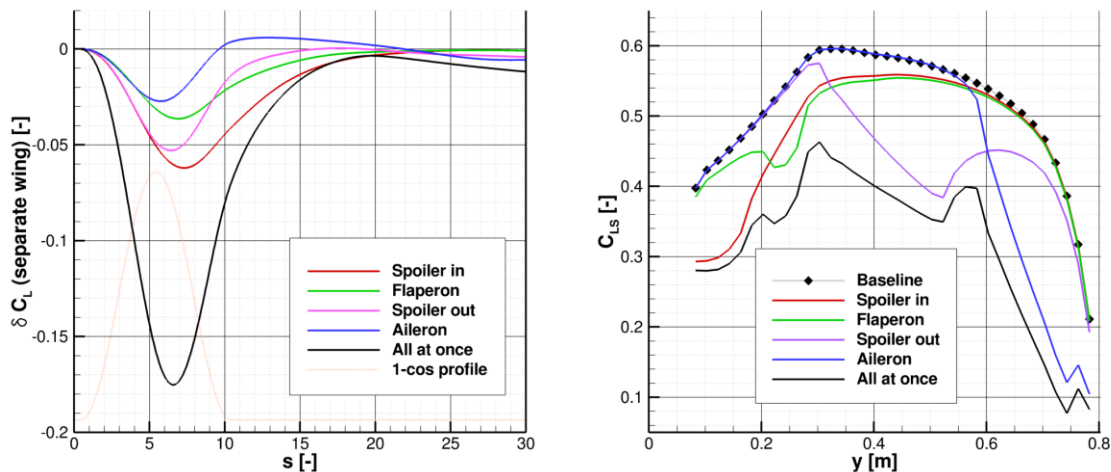 0
-0.05
-0.1
-0.15
-0.2
0
5
10
15
20
25
30
δ CL (separate wing) [-]
s [-]
Spoiler in
Flaperon
Spoiler out
Aileron
All at once
1-cos profile
0.6
0.5
0.4
0.3
0.2
0.1
0
0.2
0.4
0.6
0.8
CLS [-]
y [m]
Baseline
Spoiler in
Flaperon
Spoiler out
Aileron
All at once